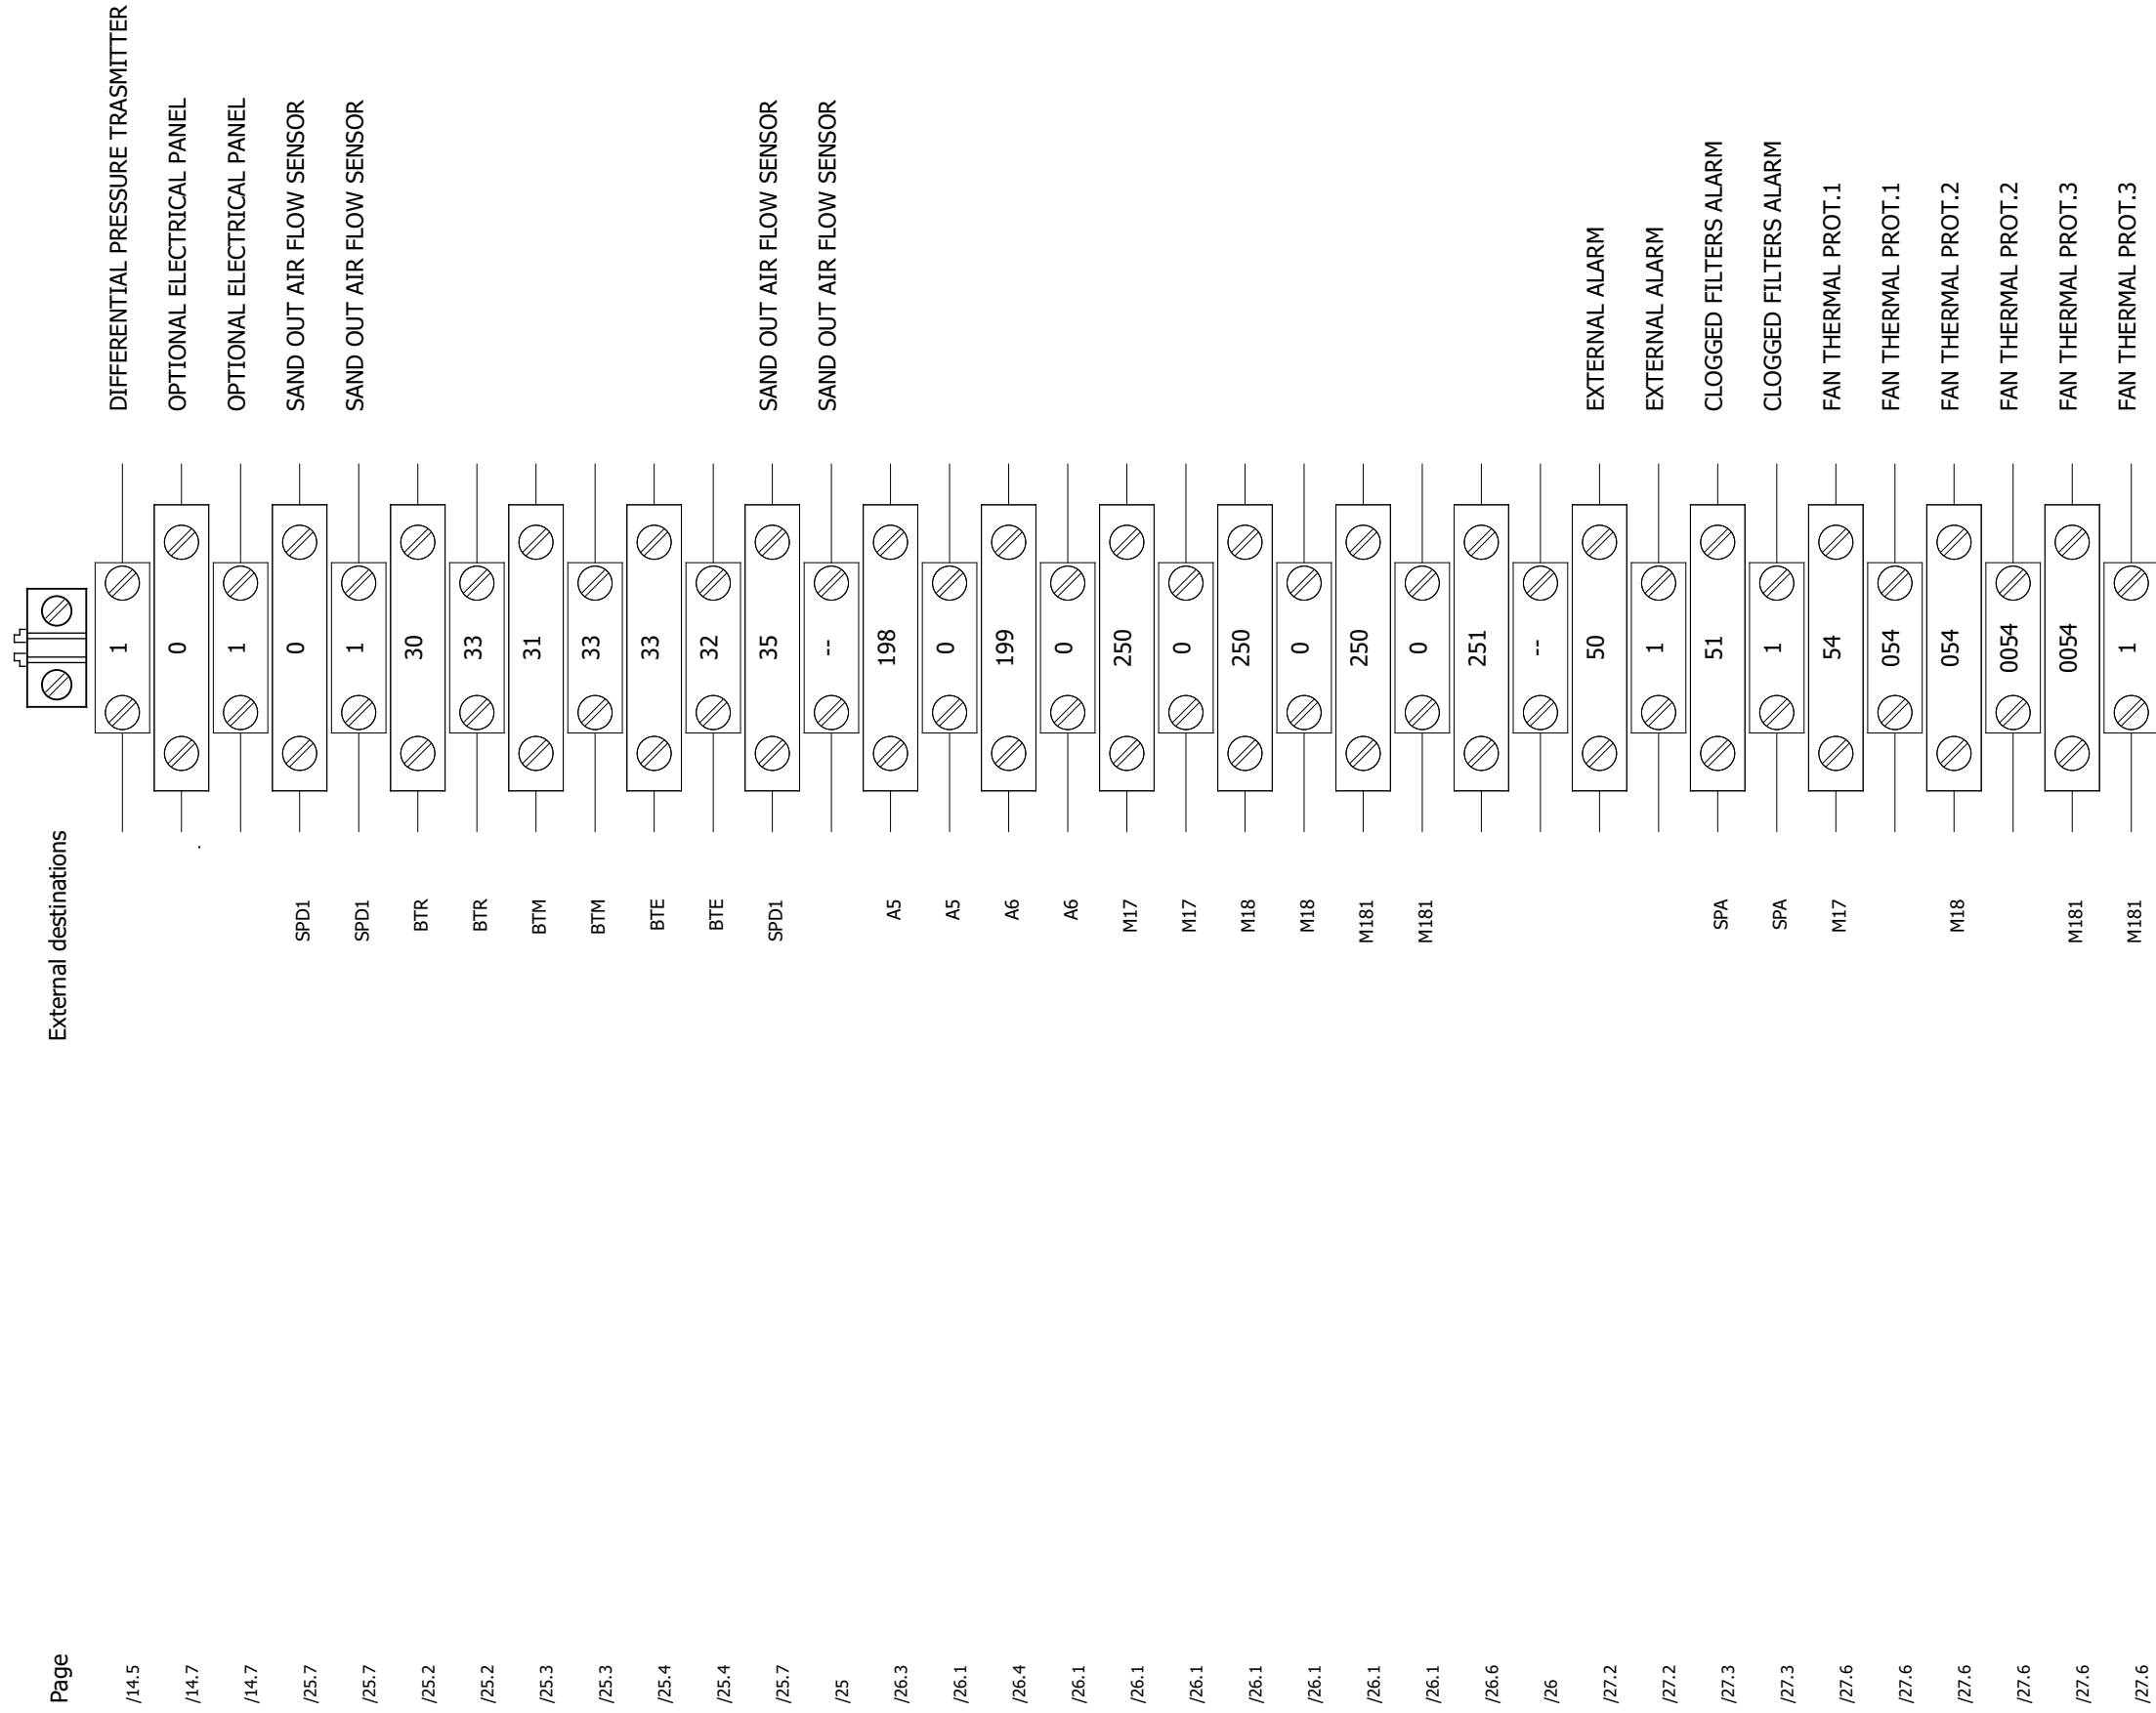 Page External destinations
/14.5 1 DIFFERENTIAL PRESSURE TRASMITTER
/14.7 0 OPTIONAL ELECTRICAL PANEL
/14.7 1 OPTIONAL ELECTRICAL PANEL
/25.7 SPD1 0 SAND OUT AIR FLOW SENSOR
/25.7 SPD1 1 SAND OUT AIR FLOW SENSOR
/25.2 BTR 30
/25.2 BTR 33
/25.3 BTM 31
/25.3 BTM 33
/25.4 BTE 33
/25.4 BTE 32
/25.7 SPD1 35 SAND OUT AIR FLOW SENSOR
/25 -- SAND OUT AIR FLOW SENSOR
/26.3 A5 198
/26.1 A5 0
/26.4 A6 199
/26.1 A6 0
/26.1 M17 250
/26.1 M17 0
/26.1 M18 250
/26.1 M18 0
/26.1 M181 250
/26.1 M181 0
/26.6 251
/26 --
/27.2 50 EXTERNAL ALARM
/27.2 1 EXTERNAL ALARM
/27.3 SPA 51 CLOGGED FILTERS ALARM
/27.3 SPA 1 CLOGGED FILTERS ALARM
/27.6 M17 54 FAN THERMAL PROT.1
/27.6 054 FAN THERMAL PROT.1
/27.6 M18 054 FAN THERMAL PROT.2
/27.6 0054 FAN THERMAL PROT.2
/27.6 M181 0054 FAN THERMAL PROT.3
/27.6 M181 1 FAN THERMAL PROT.3